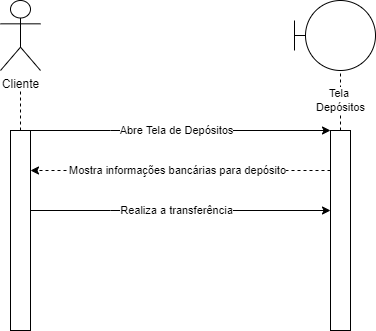 Cliente
Tela
Depósitos
Abre Tela de Depósitos
Mostra informações bancárias para depósito
Realiza a transferência